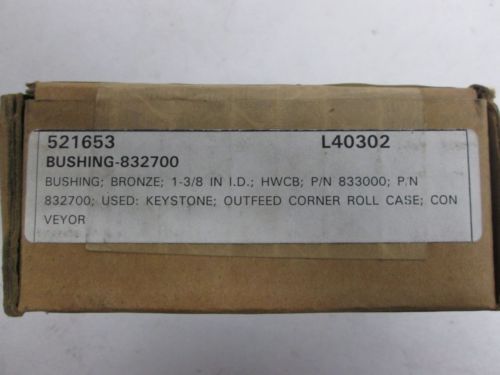 521653 L40302
BUSHING-832700
BUSHING; BRONZE; 1-3/8 IN I.D.; HWCB; P/N 833000; P/N
832700; USED: KEYSTONE; OUTFEED CORNER ROLL CASE; CON
VEYOR